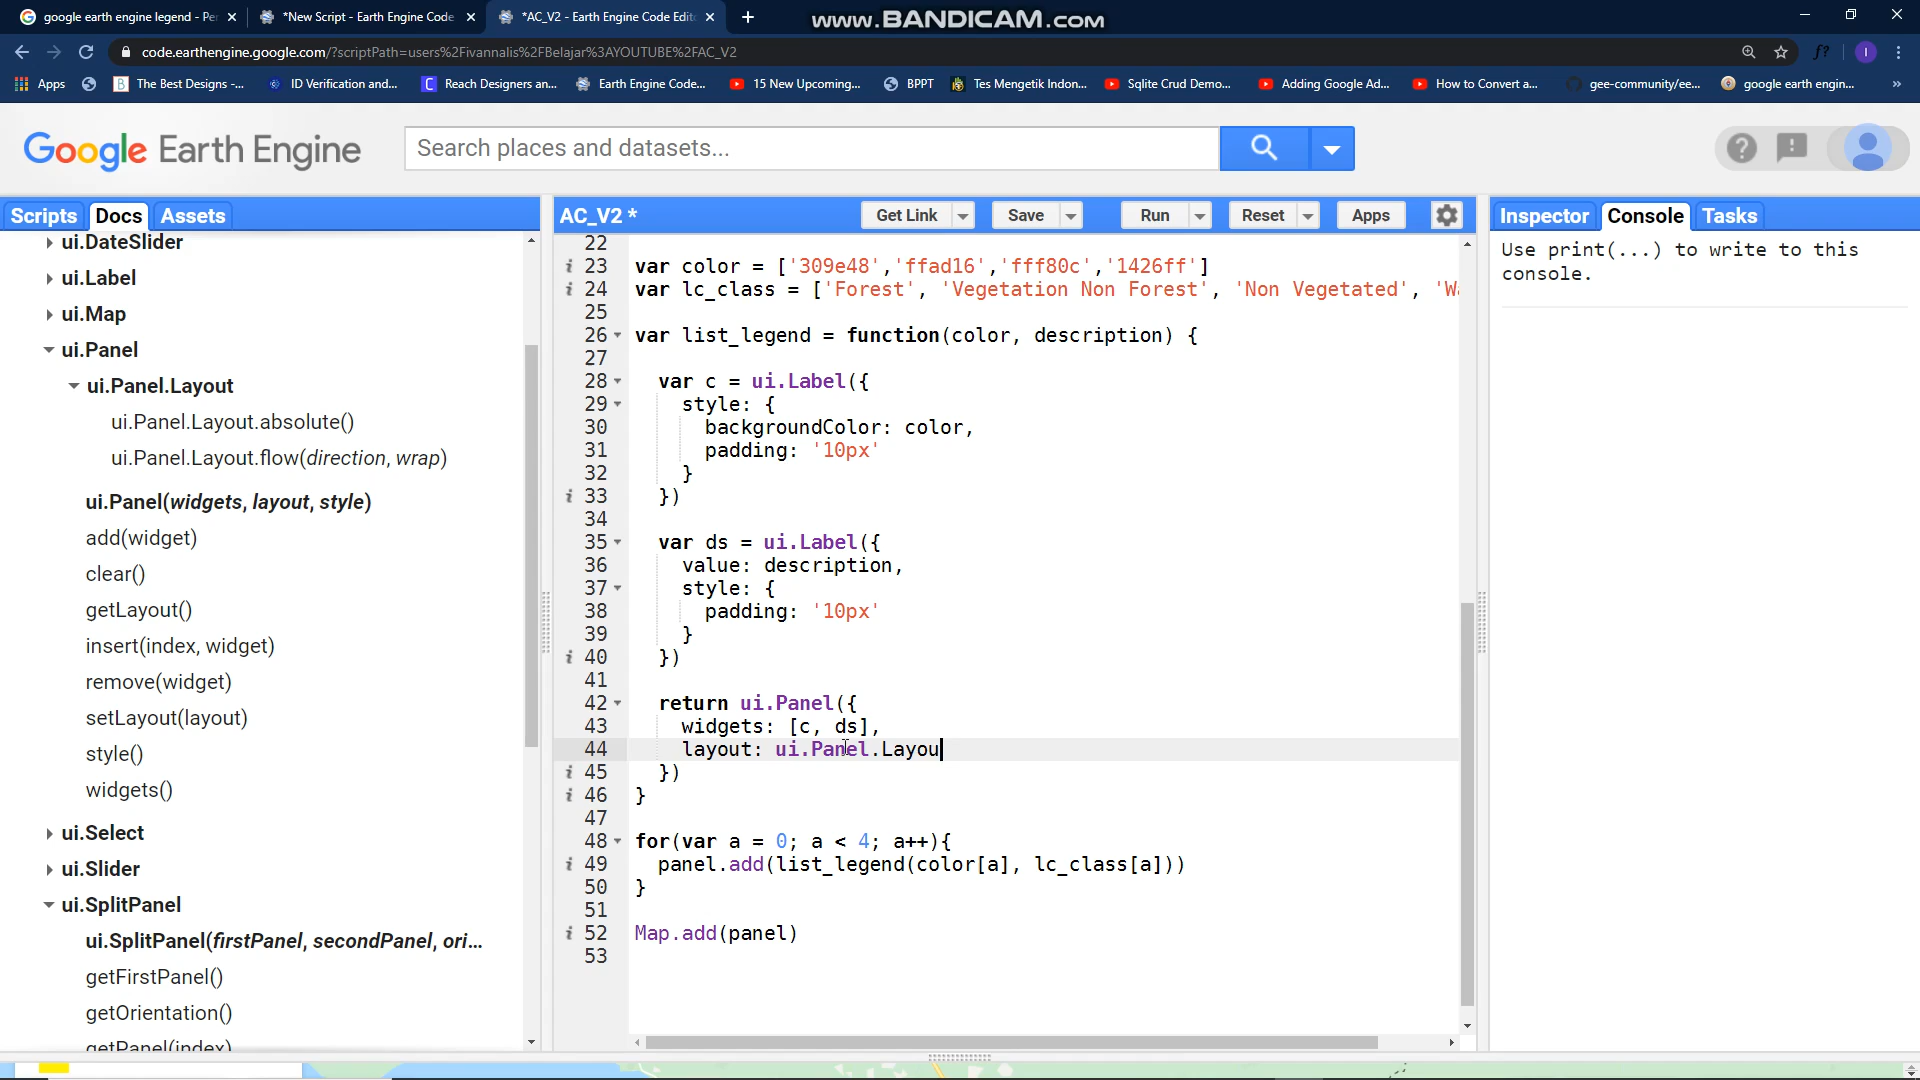 google earth engine legend - Pe
*New Script - Earth Engine Code
*AC_V2 - Earth Engine Code Edit
www.BANDICAM.com
code.earthengine.google.com/?scriptPath=users%2Fivannalis%2FBelajar%3AYOUTUBE%2FAC_V2
Apps
The Best Designs -...
ID Verification and...
Reach Designers an...
Earth Engine Code...
15 New Upcoming...
BPPT
Tes Mengetik Indon...
Sqlite Crud Demo...
Adding Google Ad...
How to Convert a...
gee-community/ee...
google earth engin...
Google Earth Engine
Search places and datasets...
Scripts
Docs
Assets
ui.DateSlider
ui.Label
ui.Map
ui.Panel
ui.Panel.Layout
ui.Panel.Layout.absolute()
ui.Panel.Layout.flow(direction, wrap)
ui.Panel(widgets, layout, style)
add(widget)
clear()
getLayout()
insert(index, widget)
remove(widget)
setLayout(layout)
style()
widgets()
ui.Select
ui.Slider
ui.SplitPanel
ui.SplitPanel(firstPanel, secondPanel, ori...
getFirstPanel()
getOrientation()
getPanel(index)
AC_V2 *
Get Link
Save
Run
Reset
Apps
22
23 var color = ['309e48','ffad16','fff80c','1426ff']
24 var lc_class = ['Forest', 'Vegetation Non Forest', 'Non Vegetated', 'Wa
25
26 var list_legend = function(color, description) {
27
28 var c = ui.Label({
29 style: {
30 backgroundColor: color,
31 padding: '10px'
32 }
33 })
34
35 var ds = ui.Label({
36 value: description,
37 style: {
38 padding: '10px'
39 }
40 })
41
42 return ui.Panel({
43 widgets: [c, ds],
44 layout: ui.Panel.Layou
45 })
46 }
47
48 for(var a = 0; a < 4; a++){
49 panel.add(list_legend(color[a], lc_class[a]))
50 }
51
52 Map.add(panel)
53
Inspector
Console
Tasks
Use print(...) to write to this
console.